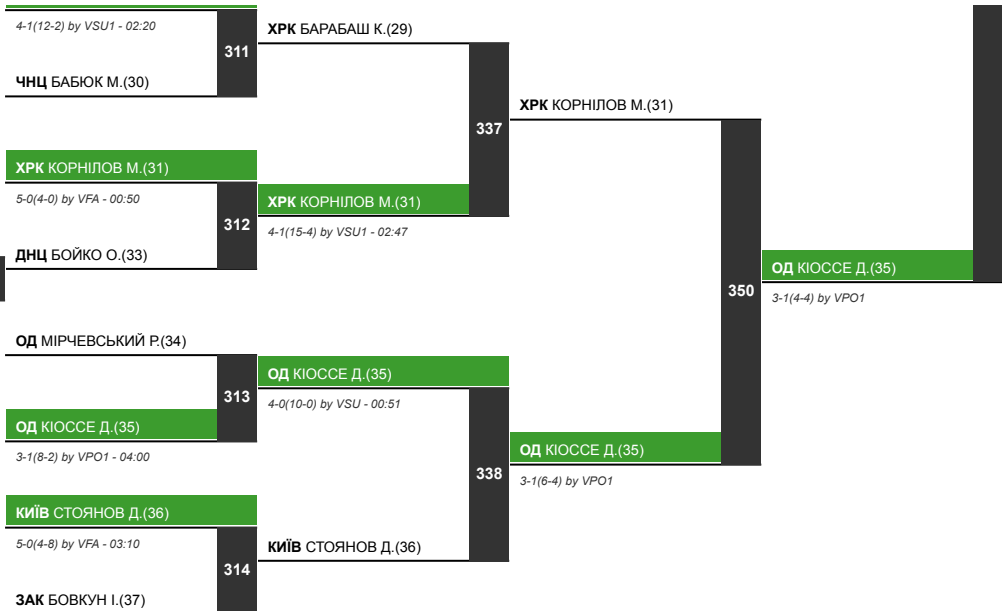 4-1(12-2) by VSU1 - 02:20
311
ЧНЦ БАБЮК М.(30)
ХРК КОРНІЛОВ М.(31)
5-0(4-0) by VFA - 00:50
312
ДНЦ БОЙКО О.(33)
ОД МІРЧЕВСЬКИЙ Р.(34)
313
ОД КІОССЕ Д.(35)
3-1(8-2) by VPO1 - 04:00
КИЇВ СТОЯНОВ Д.(36)
5-0(4-8) by VFA - 03:10
314
ЗАК БОВКУН І.(37)
ХРК БАРАБАШ К.(29)
337
ХРК КОРНІЛОВ М.(31)
4-1(15-4) by VSU1 - 02:47
ОД КІОССЕ Д.(35)
4-0(10-0) by VSU - 00:51
338
КИЇВ СТОЯНОВ Д.(36)
ХРК КОРНІЛОВ М.(31)
350
ОД КІОССЕ Д.(35)
3-1(6-4) by VPO1
ОД КІОССЕ Д.(35)
3-1(4-4) by VPO1